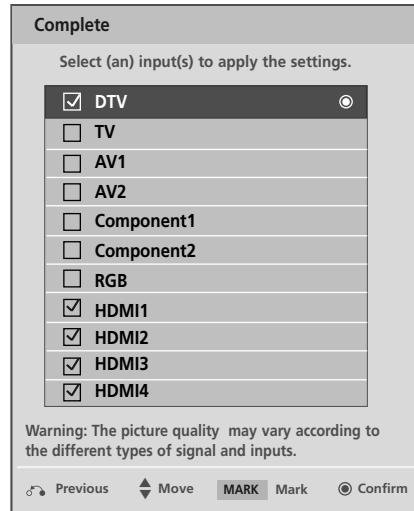 Complete
Select (an) input(s) to apply the settings.
DTV
TV
AV1
AV2
Component1
Component2
RGB
HDMI1
HDMI2
HDMI3
HDMI4
Warning: The picture quality may vary according to
the different types of signal and inputs.
Previous Move MARK Mark Confirm